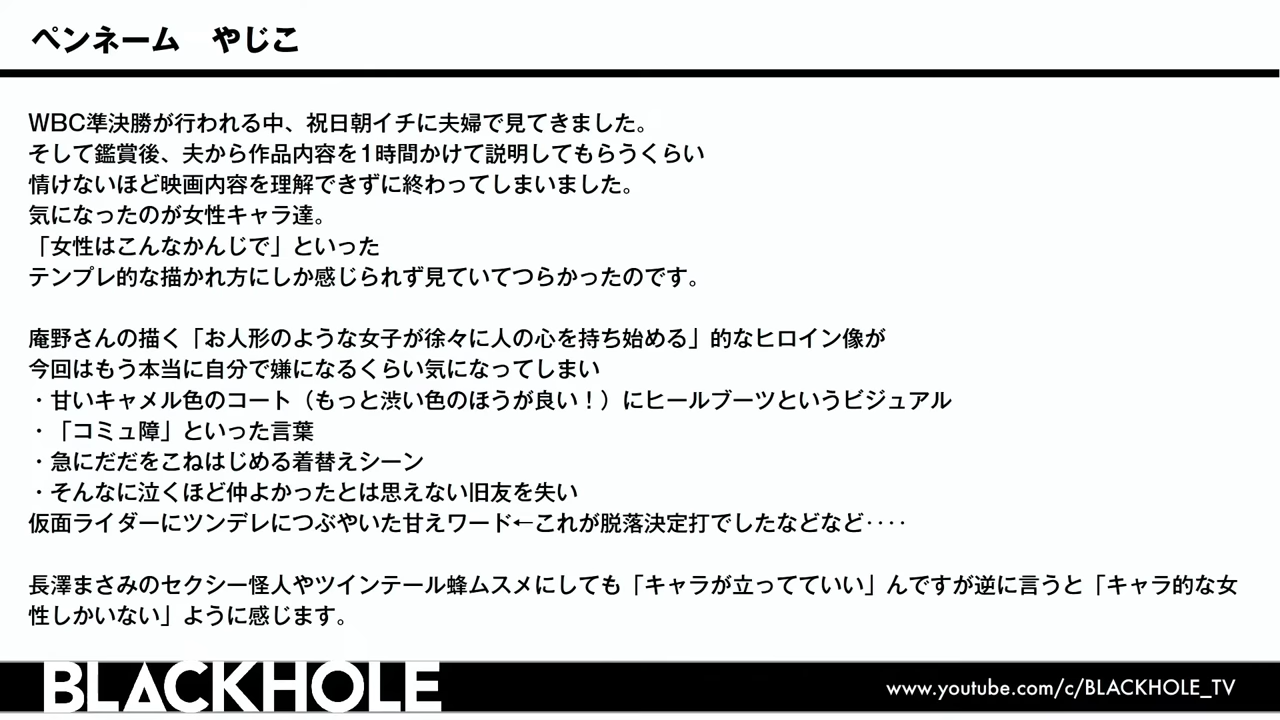 ペンネーム　やじこ
WBC準決勝が行われる中、祝日朝イチに夫婦で見てきました。
そして鑑賞後、夫から作品内容を1時間かけて説明してもらうくらい
情けないほど映画内容を理解できずに終わってしまいました。
気になったのが女性キャラ達。
「女性はこんなかんじで」といった
テンプレ的な描かれ方にしか感じられず見ていてつらかったのです。
庵野さんの描く「お人形のような女子が徐々に人の心を持ち始める」的なヒロイン像が
今回はもう本当に自分で嫌になるくらい気になってしまい
・甘いキャメル色のコート（もっと渋い色のほうが良い！）にヒールブーツというビジュアル
・「コミュ障」といった言葉
・急にだだをこねはじめる着替えシーン
・そんなに泣くほど仲よかったとは思えない旧友を失い
仮面ライダーにツンデレにつぶやいた甘えワード←これが脱落決定打でしたなどなど‥‥
長澤まさみのセクシー怪人やツインテール蜂ムスメにしても「キャラが立ってていい」んですが逆に言うと「キャラ的な女
性しかいない」ように感じます。
BLACKHOLE
www.youtube.com/c/BLACKHOLE_TV